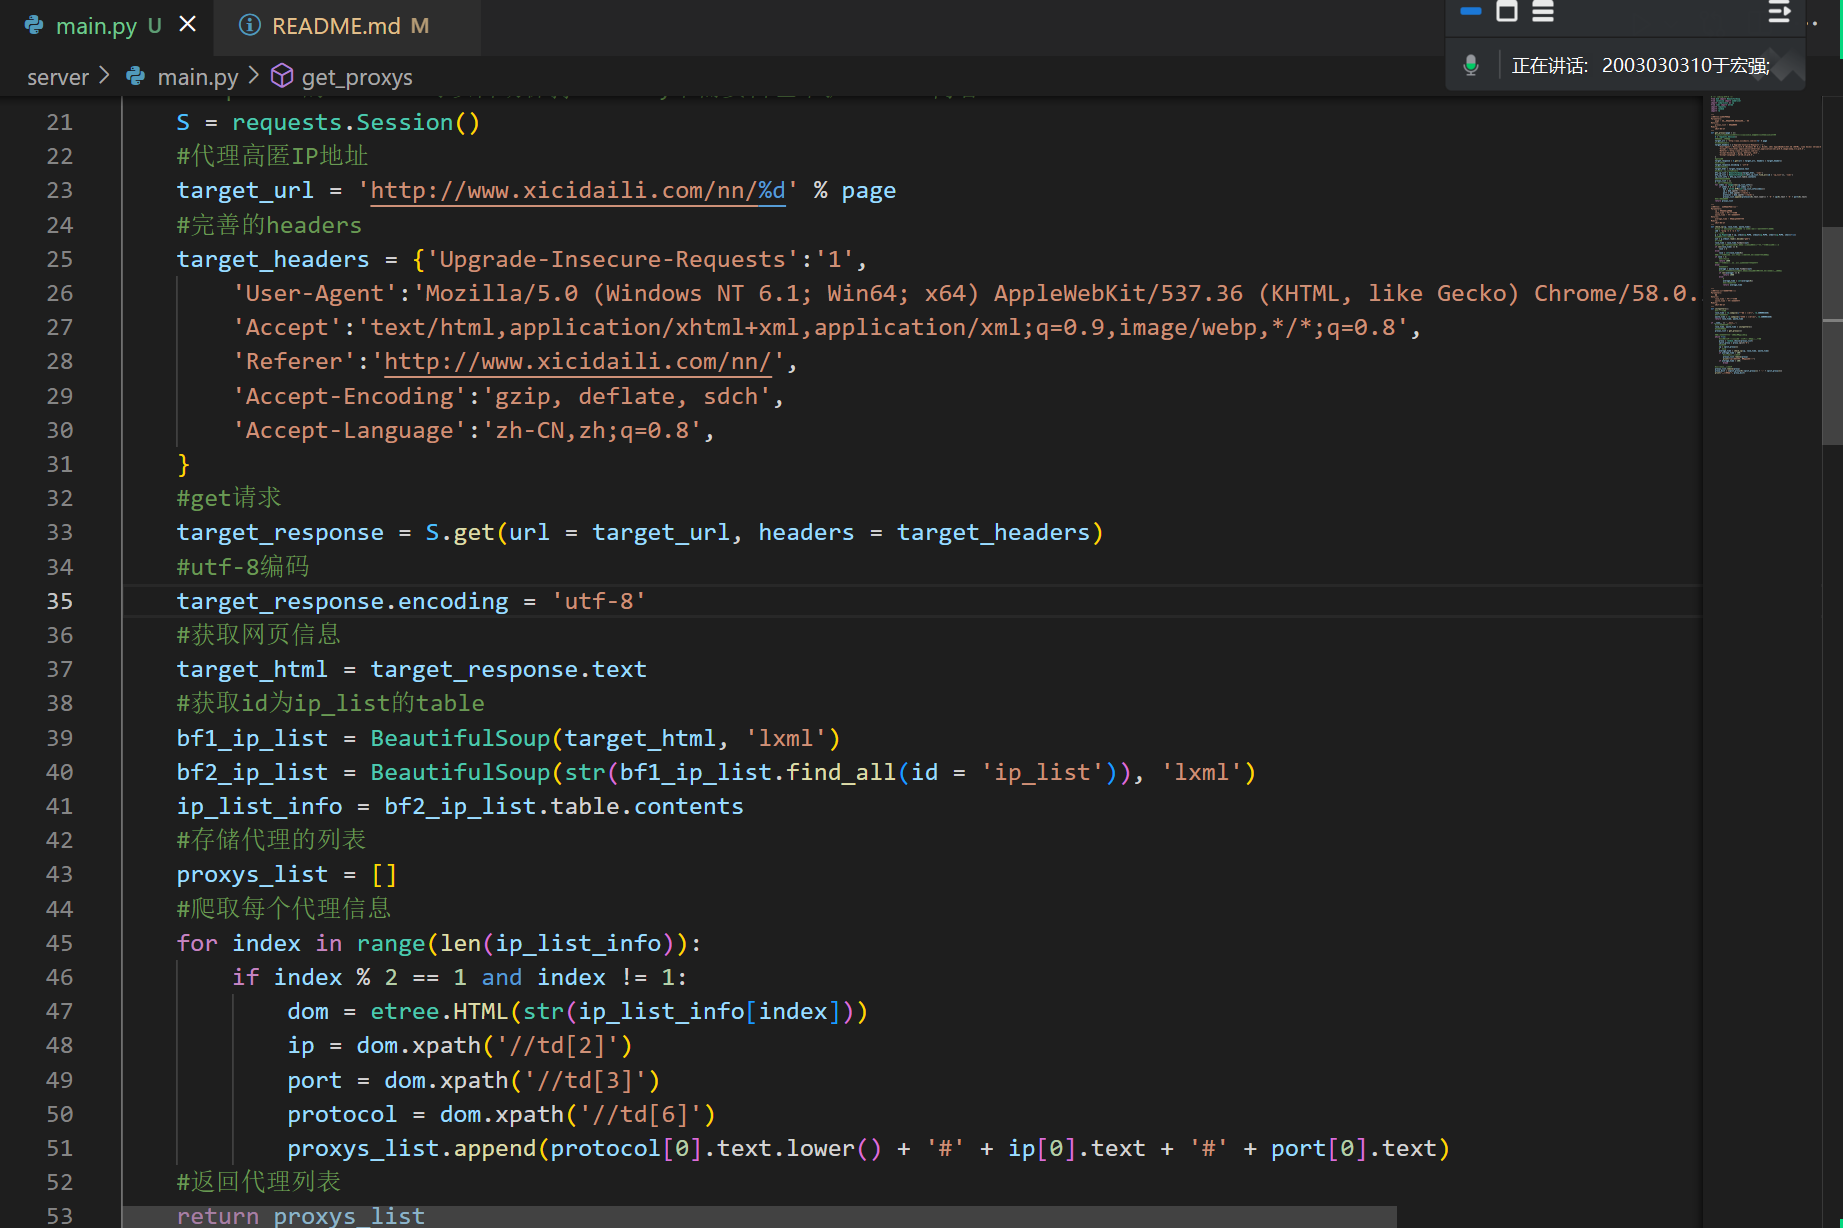 main.py U
README.md M
server > main.py > get_proxys
正在讲话: 2003030310于宏强;
21 S = requests.Session()
22 #代理高匿IP地址
23 target_url = 'http://www.xicidaili.com/nn/%d' % page
24 #完善的headers
25 target_headers = {'Upgrade-Insecure-Requests':'1',
26 'User-Agent':'Mozilla/5.0 (Windows NT 6.1; Win64; x64) AppleWebKit/537.36 (KHTML, like Gecko) Chrome/58.0.
27 'Accept':'text/html,application/xhtml+xml,application/xml;q=0.9,image/webp,*/*;q=0.8',
28 'Referer':'http://www.xicidaili.com/nn/',
29 'Accept-Encoding':'gzip, deflate, sdch',
30 'Accept-Language':'zh-CN,zh;q=0.8',
31 }
32 #get请求
33 target_response = S.get(url = target_url, headers = target_headers)
34 #utf-8编码
35 target_response.encoding = 'utf-8'
36 #获取网页信息
37 target_html = target_response.text
38 #获取id为ip_list的table
39 bf1_ip_list = BeautifulSoup(target_html, 'lxml')
40 bf2_ip_list = BeautifulSoup(str(bf1_ip_list.find_all(id = 'ip_list')), 'lxml')
41 ip_list_info = bf2_ip_list.table.contents
42 #存储代理的列表
43 proxys_list = []
44 #爬取每个代理信息
45 for index in range(len(ip_list_info)):
46 if index % 2 == 1 and index != 1:
47 dom = etree.HTML(str(ip_list_info[index]))
48 ip = dom.xpath('//td[2]')
49 port = dom.xpath('//td[3]')
50 protocol = dom.xpath('//td[6]')
51 proxys_list.append(protocol[0].text.lower() + '#' + ip[0].text + '#' + port[0].text)
52 #返回代理列表
53 return proxys_list